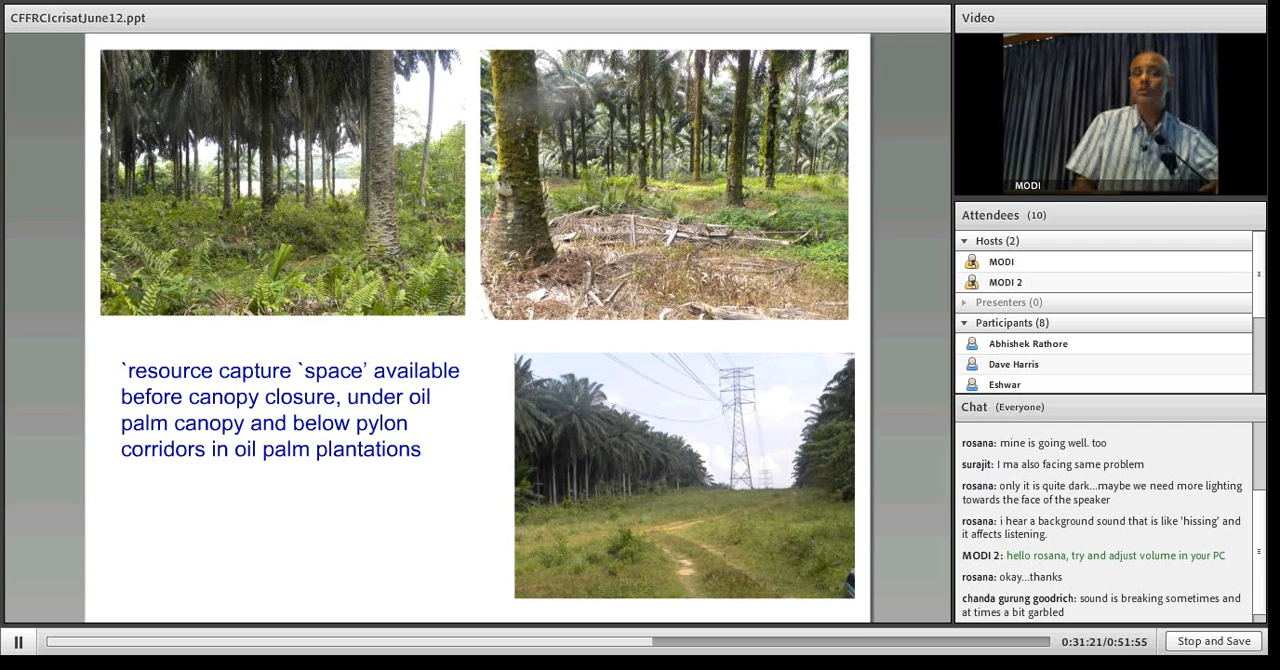 CFFRCIcrisatJune12.ppt
`resource capture `space’ available
before canopy closure, under oil
palm canopy and below pylon
corridors in oil palm plantations
Video
MODI
Attendees (10)
Hosts (2)
MODI
MODI 2
Presenters (0)
Participants (8)
Abhishek Rathore
Dave Harris
Eshwar
Chat (Everyone)
rosana: mine is going well. too
surajit: I ma also facing same problem
rosana: only it is quite dark...maybe we need more lighting
towards the face of the speaker
rosana: i hear a background sound that is like 'hissing' and
it affects listening.
MODI 2: hello rosana, try and adjust volume in your PC
rosana: okay...thanks
chanda gurung goodrich: sound is breaking sometimes and
at times a bit garbled
0:31:21/0:51:55
Stop and Save